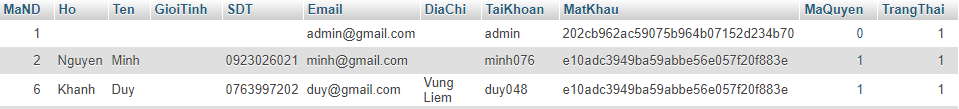 MaND Ho Ten GioiTinh SDT Email DiaChi TaiKhoan MatKhau MaQuyen TrangThai
1 admin@gmail.com admin 202cb962ac59075b964b07152d234b70 0 1
2 Nguyen Minh 0923026021 minh@gmail.com minh076 e10adc3949ba59abbe56e057f20f883e 1 1
6 Khanh Duy 0763997202 duy@gmail.com Vung Liem duy048 e10adc3949ba59abbe56e057f20f883e 1 1